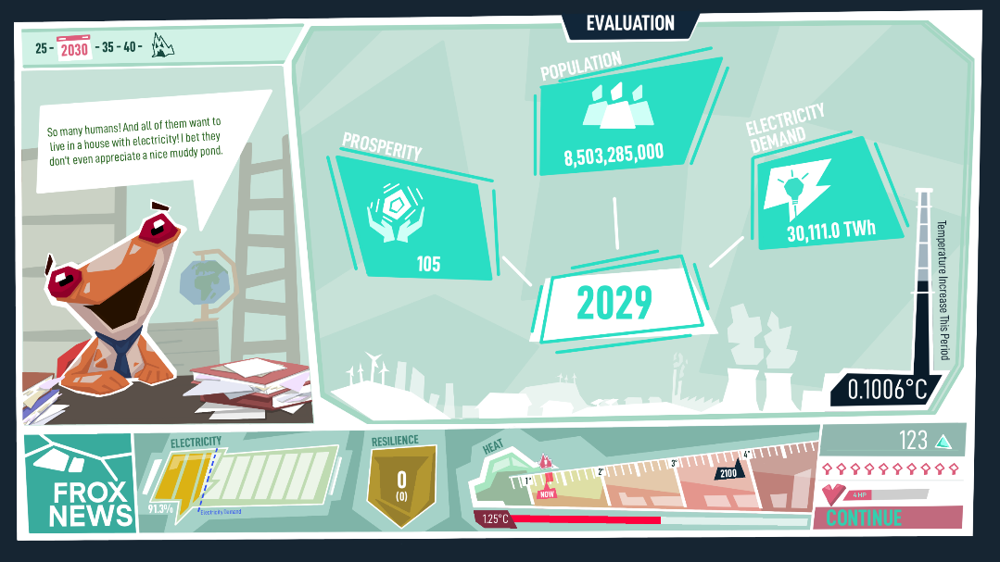 EVALUATION
25 - 2030 - 35 - 40 -
So many humans! And all of them want to
live in a house with electricity! I bet they
don't even appreciate a nice muddy pond.
POPULATION
8,503,285,000
PROSPERITY
105
ELECTRICITY
DEMAND
30,111.0 TWh
2029
Temperature Increase This Period
0.1006°C
FROX
NEWS
ELECTRICITY
91.3%
Electricity Demand
RESILIENCE
0
(0)
HEAT
1°
2°
3°
4°
NOW
2100
1.25°C
123
4 HP
CONTINUE